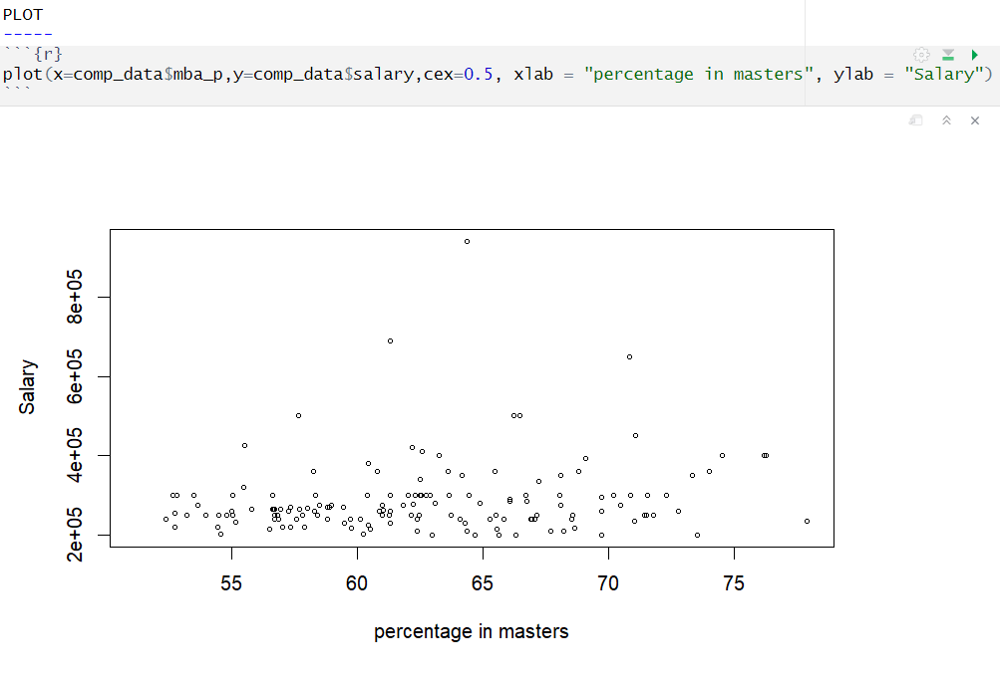 PLOT
-----
```{r}
plot(x=comp_data$mba_p,y=comp_data$salary,cex=0.5, xlab = "percentage in masters", ylab = "Salary")
```
Salary
8e+05
6e+05
4e+05
2e+05
55 60 65 70 75
percentage in masters